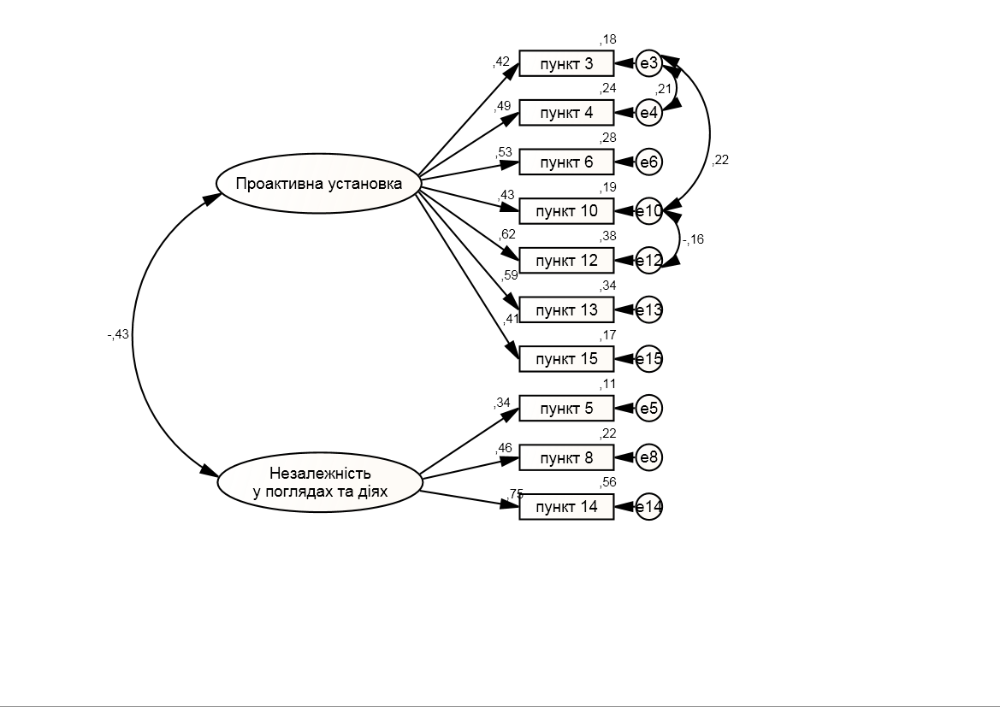 ,18
,42
пункт 3
e3
,24
,21
,49
пункт 4
e4
,28
,53
пункт 6
e6
,22
,19
Проактивна установка
,43
пункт 10
e10
,38
,62
-,16
пункт 12
e12
,59
,34
пункт 13
e13
,41
,17
-,43
пункт 15
e15
,11
,34
пункт 5
e5
,22
,46
пункт 8
e8
Незалежність
у поглядах та діях
,56
,75
пункт 14
e14